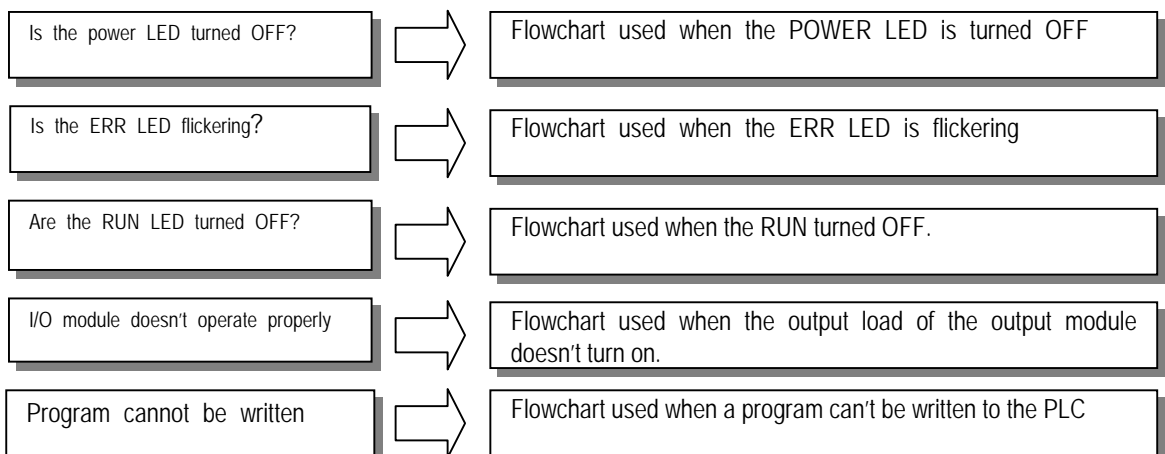 Is the power LED turned OFF?
Flowchart used when the POWER LED is turned OFF
Is the ERR LED flickering?
Flowchart used when the ERR LED is flickering
Are the RUN LED turned OFF?
Flowchart used when the RUN turned OFF.
I/O module doesn't operate properly
Flowchart used when the output load of the output module
doesn't turn on.
Program cannot be written
Flowchart used when a program can't be written to the PLC